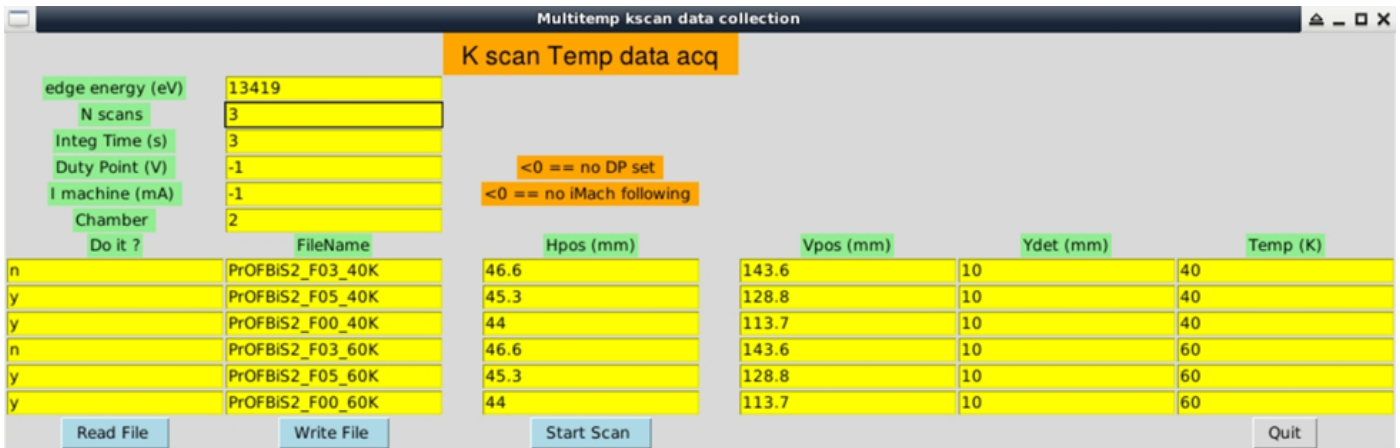 Multitemp kscan data collection
K scan Temp data acq
edge energy (eV) 13419
N scans 3
Integ Time (s) 3
Duty Point (V) -1 <0 == no DP set
I machine (mA) -1 <0 == no iMach following
Chamber 2
Do it ? FileName Hpos (mm) Vpos (mm) Ydet (mm) Temp (K)
n PrOFBiS2_F03_40K 46.6 143.6 10 40
y PrOFBiS2_F05_40K 45.3 128.8 10 40
y PrOFBiS2_F00_40K 44 113.7 10 40
n PrOFBiS2_F03_60K 46.6 143.6 10 60
y PrOFBiS2_F05_60K 45.3 128.8 10 60
y PrOFBiS2_F00_60K 44 113.7 10 60
Read File Write File Start Scan Quit